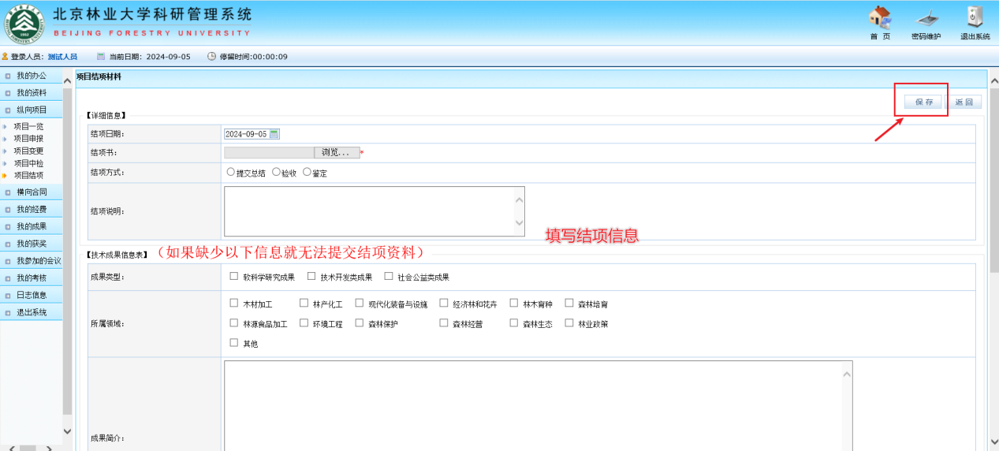 北京林业大学科研管理系统
BEIJING FORESTRY UNIVERSITY
首 页
密码维护
退出系统
登录人员: 测试人员 当前日期: 2024-09-05 停留时间:00:00:09
我的办公
我的资料
纵向项目
项目一览
项目申报
项目变更
项目中检
项目结项
横向合同
我的经费
我的成果
我的获奖
我参加的会议
我的考核
日志信息
退出系统
项目结项材料
保存 返回
【详细信息】
结项日期: 2024-09-05
结项书: 浏览... *
结项方式: 提交总结 验收 鉴定
结项说明:
填写结项信息
【技术成果信息表】 (如果缺少以下信息就无法提交结项资料)
成果类型: 软科学研究成果 技术开发类成果 社会公益类成果
所属领域:
木材加工 林产化工 现代化装备与设施 经济林和花卉 林木育种 森林培育
林源食品加工 环境工程 森林保护 森林经营 森林生态 林业政策
其他
成果简介: